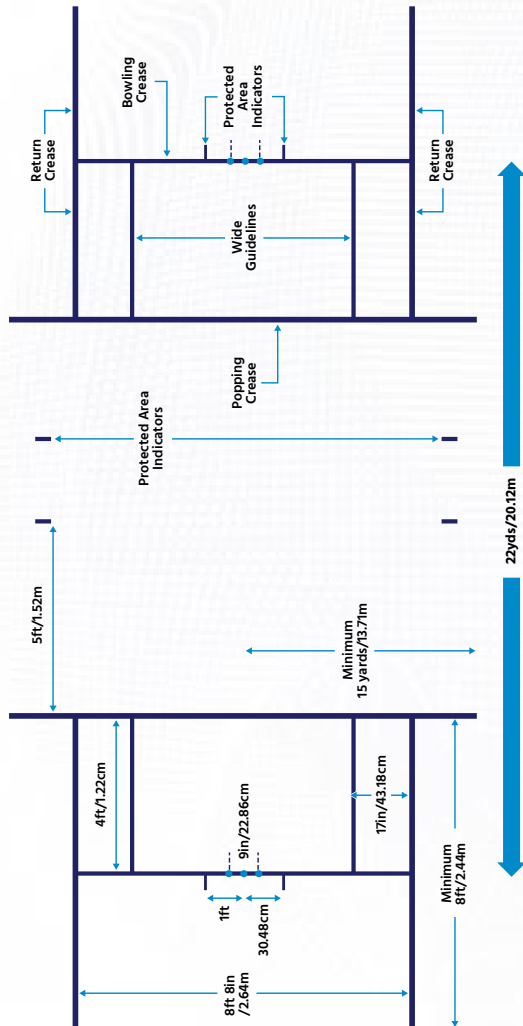 Return
Crease
Bowling
Crease
Protected
Area
Indicators
Wide
Guidelines
Return
Crease
Popping
Crease
Protected Area
Indicators
5ft/1.52m
Minimum
15 yards/13.71m
22yds/20.12m
4ft/1.22cm
9in/22.86cm
17in/43.18cm
1ft
30.48cm
8ft 8in
/2.64m
Minimum
8ft/2.44m